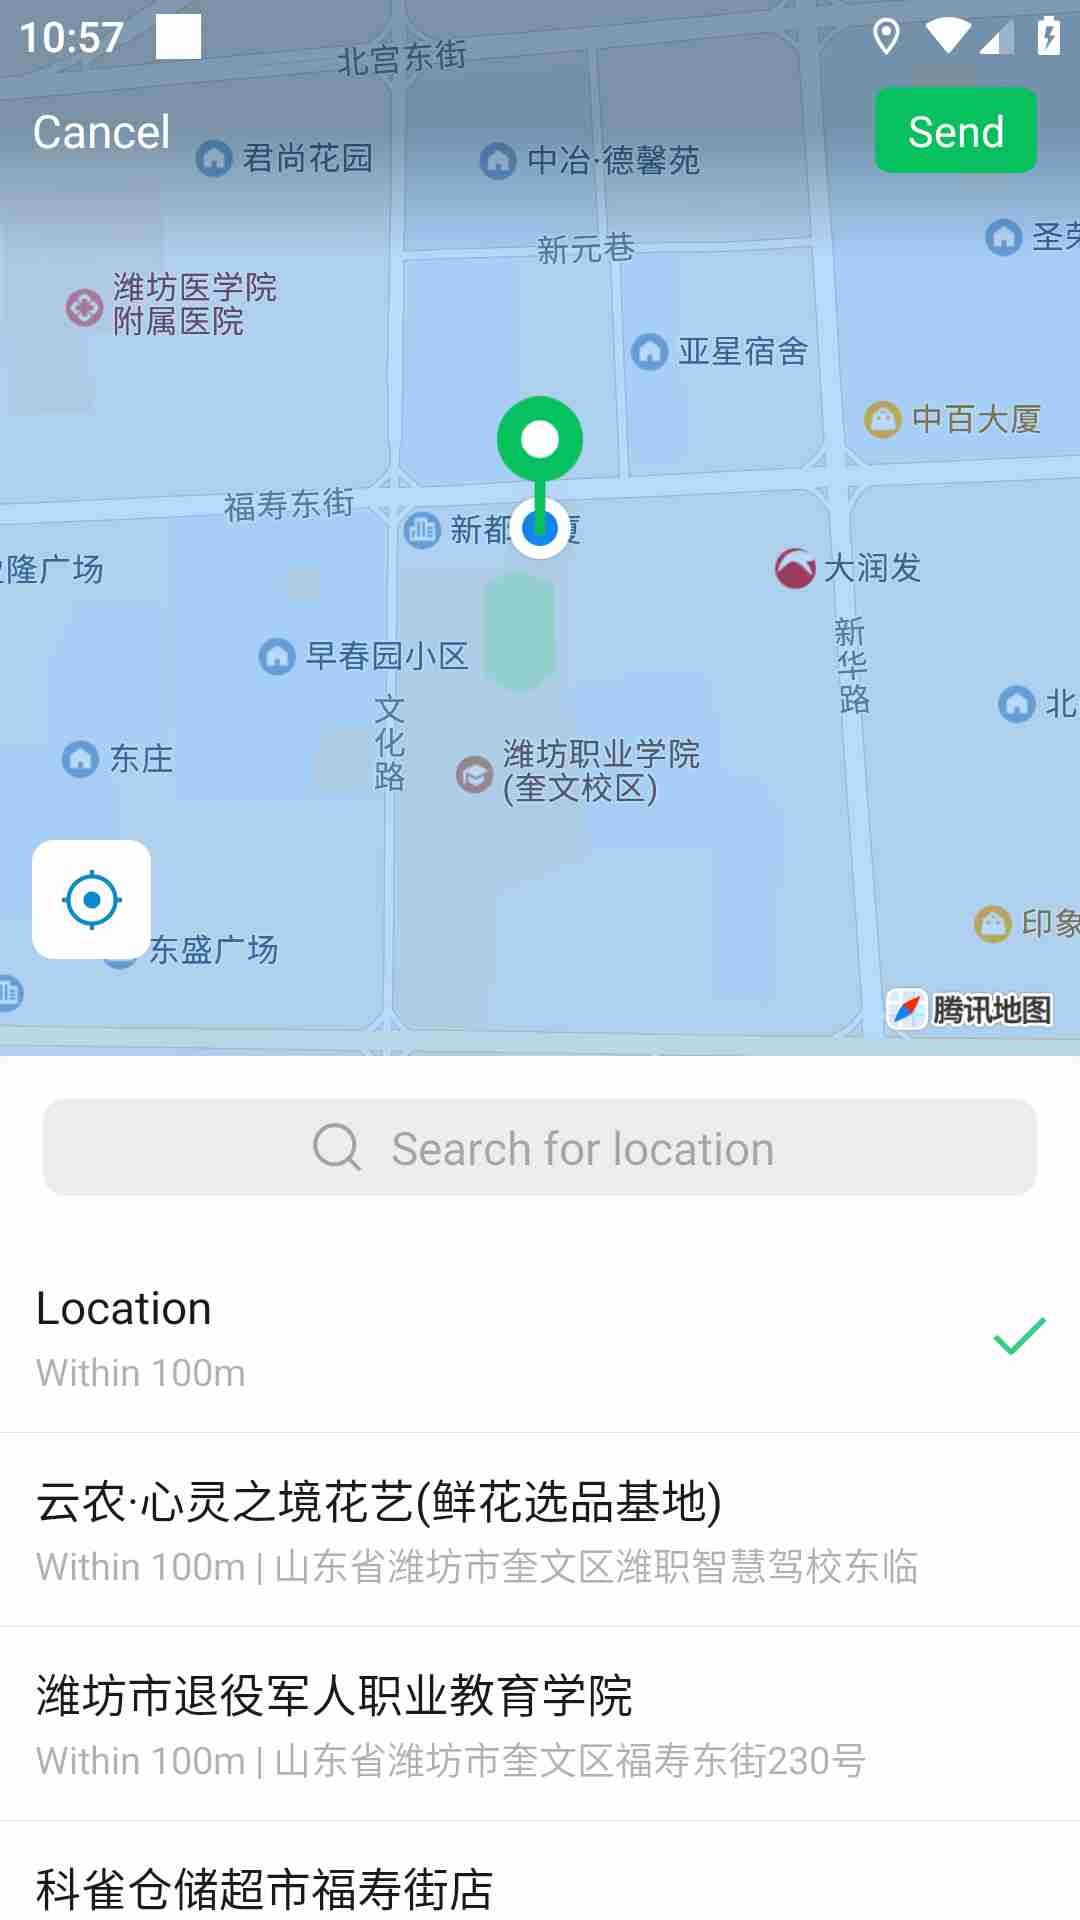 10:57
北宫东街
Cancel
Send
君尚花园
中冶·德馨苑
新元巷
圣荣
潍坊医学院
附属医院
亚星宿舍
中百大厦
福寿东街
新都
厦
隆广场
大润发
新华路
早春园小区
文化路
北
东庄
潍坊职业学院
(奎文校区)
印象
东盛广场
腾讯地图
Search for location
Location
Within 100m
云农·心灵之境花艺(鲜花选品基地)
Within 100m | 山东省潍坊市奎文区潍职智慧驾校东临
潍坊市退役军人职业教育学院
Within 100m | 山东省潍坊市奎文区福寿东街230号
科雀仓储超市福寿街店